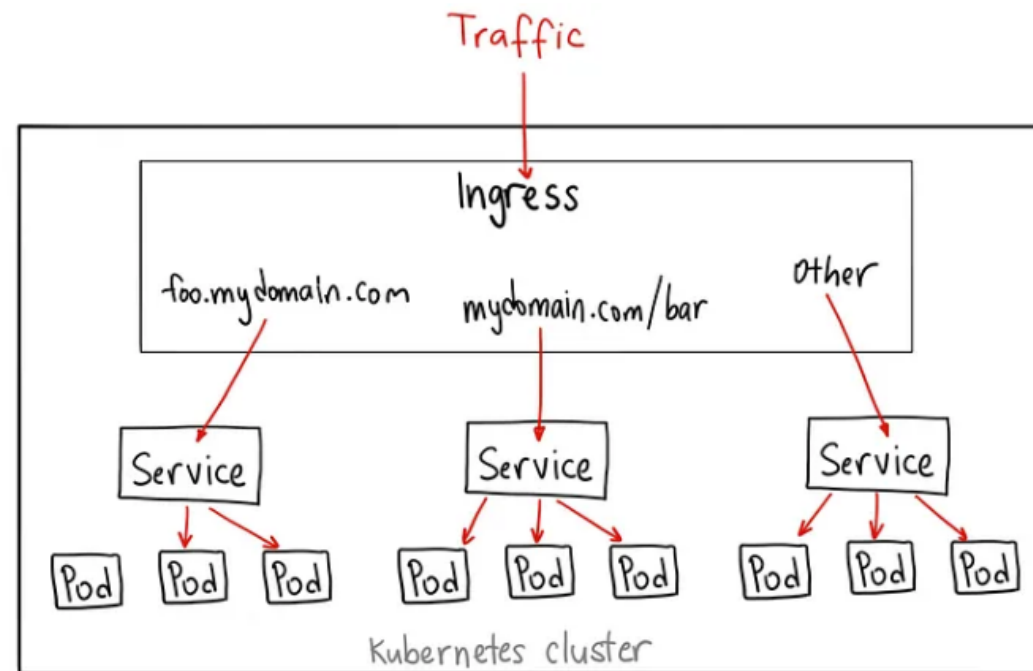 Traffic
Ingress
foo.mydomain.com
mydomain.com/bar
Other
Service
Service
Service
Pod
Pod
Pod
Pod
Pod
Pod
Pod
Pod
Pod
Kubernetes cluster